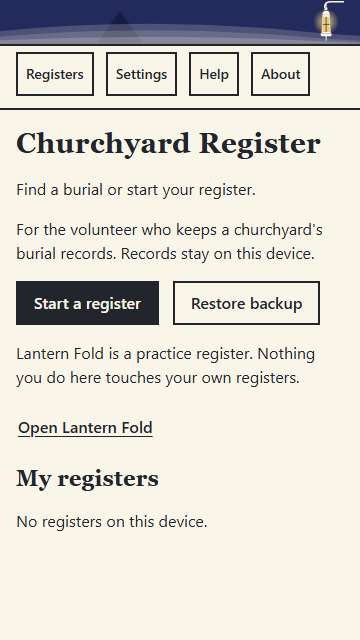 Registers
Settings
Help
About
Churchyard Register
Find a burial or start your register.
For the volunteer who keeps a churchyard's
burial records. Records stay on this device.
Start a register
Restore backup
Lantern Fold is a practice register. Nothing
you do here touches your own registers.
Open Lantern Fold
My registers
No registers on this device.